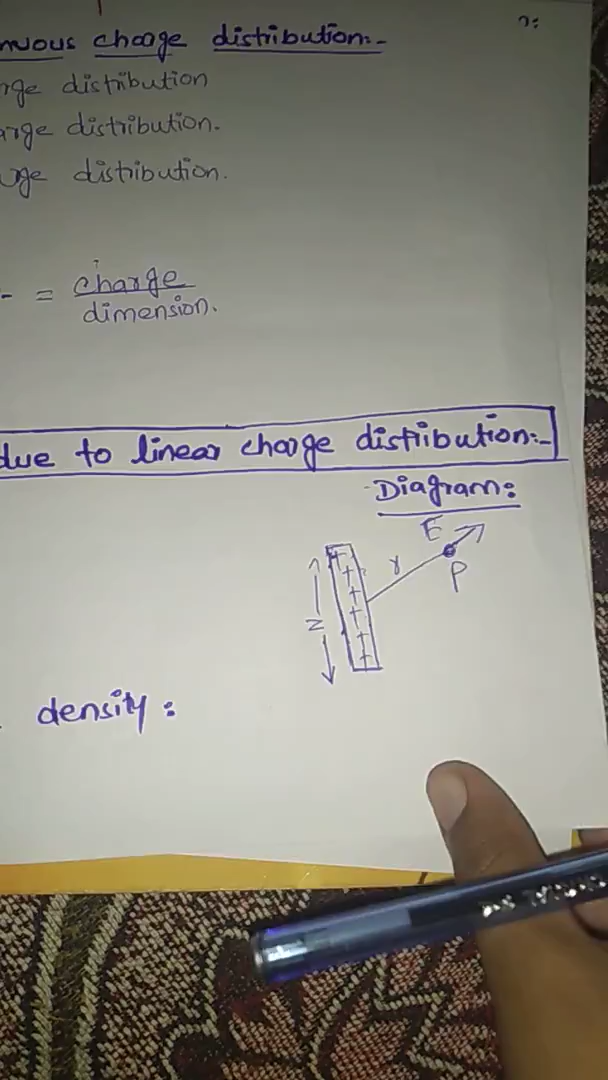 nuous charge distribution:-
rge distribution
arge distribution.
rge distribution.
- = charge
dimension.
due to linear charge distribution:-
Diagram:
E
r
P
+
+
+
+
+
+
density: